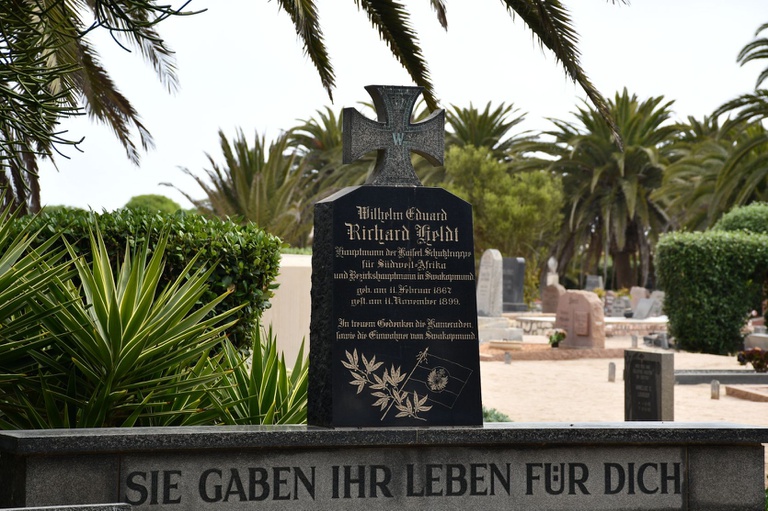 W
Wilhelm Eduard
Richard Heldt
Hauptmann der Kaiserl. Schutztruppe
für Südwest-Afrika
und Bezirkshauptmann in Swakopmund.
geb. am 11. Februar 1867
gest. am 11. November 1899.
In treuem Gedenken die Kameraden,
sowie die Einwohner von Swakopmund.
SIE GABEN IHR LEBEN FÜR DICH